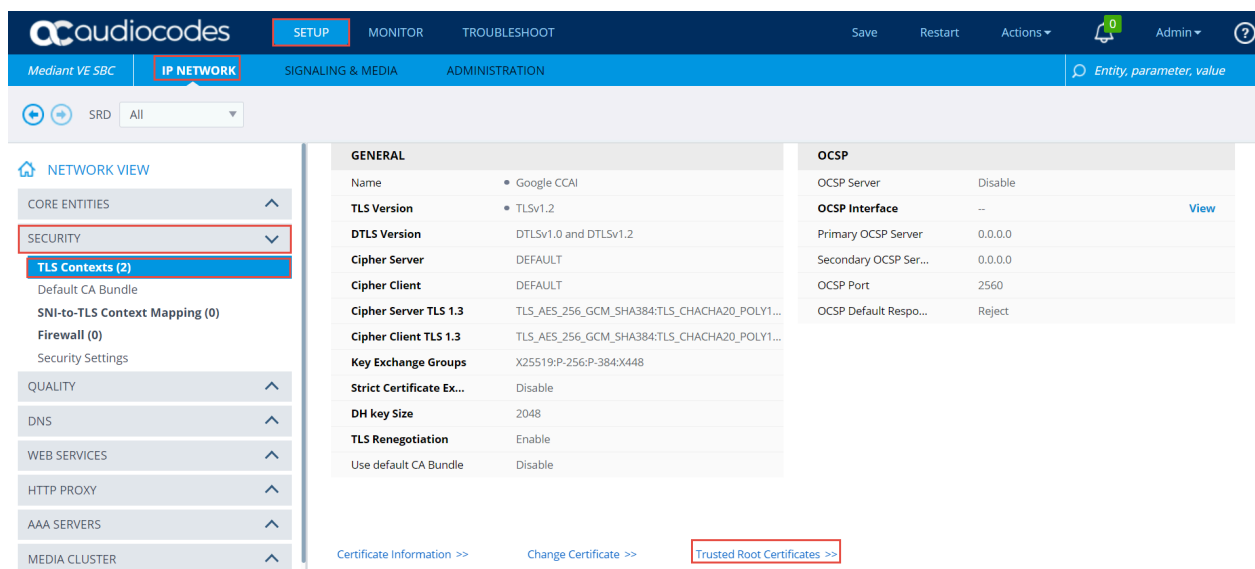 audiocodes SETUP MONITOR TROUBLESHOOT Save Restart Actions 0 Admin ?
Mediant VE SBC IP NETWORK SIGNALING & MEDIA ADMINISTRATION Entity, parameter, value
SRD All
NETWORK VIEW
CORE ENTITIES
SECURITY
TLS Contexts (2)
Default CA Bundle
SNI-to-TLS Context Mapping (0)
Firewall (0)
Security Settings
QUALITY
DNS
WEB SERVICES
HTTP PROXY
AAA SERVERS
MEDIA CLUSTER
GENERAL
Name Google CCAI
TLS Version TLSv1.2
DTLS Version DTLSv1.0 and DTLSv1.2
Cipher Server DEFAULT
Cipher Client DEFAULT
Cipher Server TLS 1.3 TLS_AES_256_GCM_SHA384:TLS_CHACHA20_POLY1...
Cipher Client TLS 1.3 TLS_AES_256_GCM_SHA384:TLS_CHACHA20_POLY1...
Key Exchange Groups X25519:P-256:P-384:X448
Strict Certificate Ex... Disable
DH key Size 2048
TLS Renegotiation Enable
Use default CA Bundle Disable
OCSP
OCSP Server Disable
OCSP Interface -- View
Primary OCSP Server 0.0.0.0
Secondary OCSP Ser... 0.0.0.0
OCSP Port 2560
OCSP Default Respo... Reject
Certificate Information >> Change Certificate >> Trusted Root Certificates >>